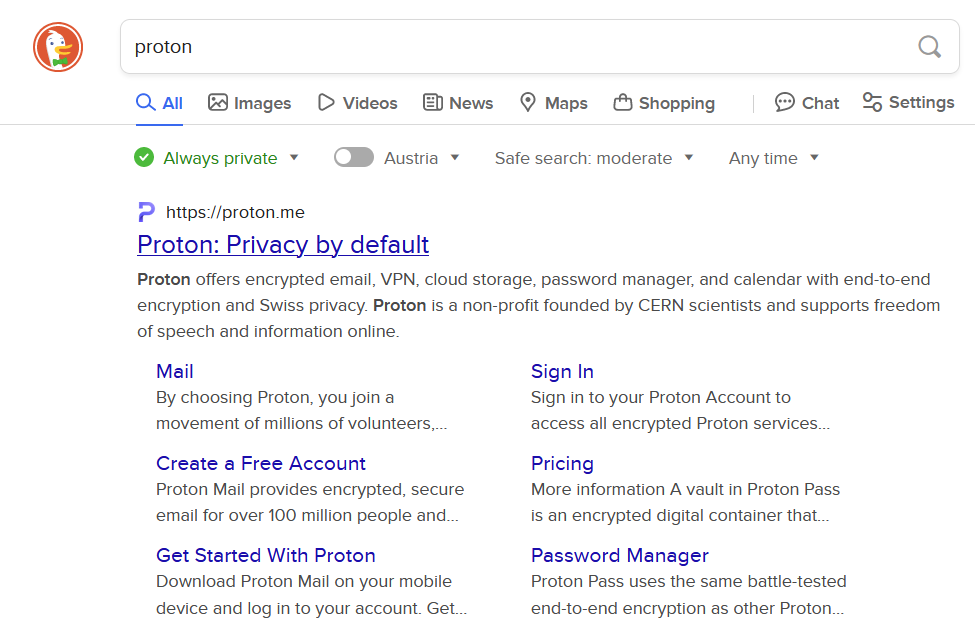 proton
All Images Videos News Maps Shopping Chat Settings
Always private Austria Safe search: moderate Any time
https://proton.me
Proton: Privacy by default
Proton offers encrypted email, VPN, cloud storage, password manager, and calendar with end-to-end
encryption and Swiss privacy. Proton is a non-profit founded by CERN scientists and supports freedom
of speech and information online.
Mail
By choosing Proton, you join a
movement of millions of volunteers,...
Sign In
Sign in to your Proton Account to
access all encrypted Proton services...
Create a Free Account
Proton Mail provides encrypted, secure
email for over 100 million people and...
Pricing
More information A vault in Proton Pass
is an encrypted digital container that...
Get Started With Proton
Download Proton Mail on your mobile
device and log in to your account. Get...
Password Manager
Proton Pass uses the same battle-tested
end-to-end encryption as other Proton...